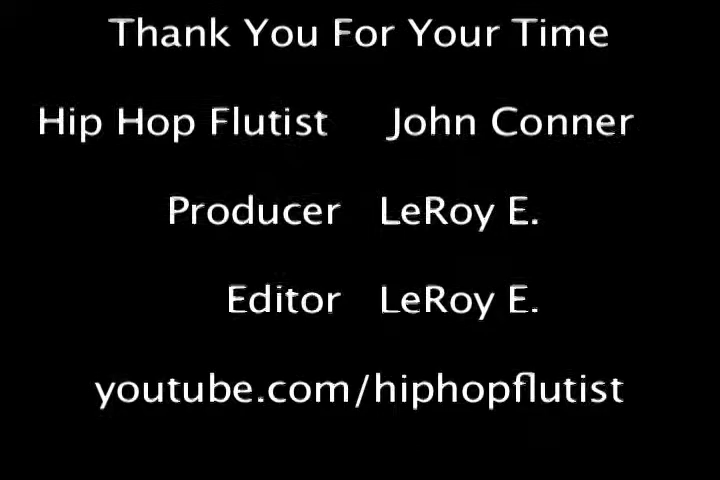 Thank You For Your Time
Hip Hop Flutist John Conner
Producer LeRoy E.
Editor LeRoy E.
youtube.com/hiphopflutist